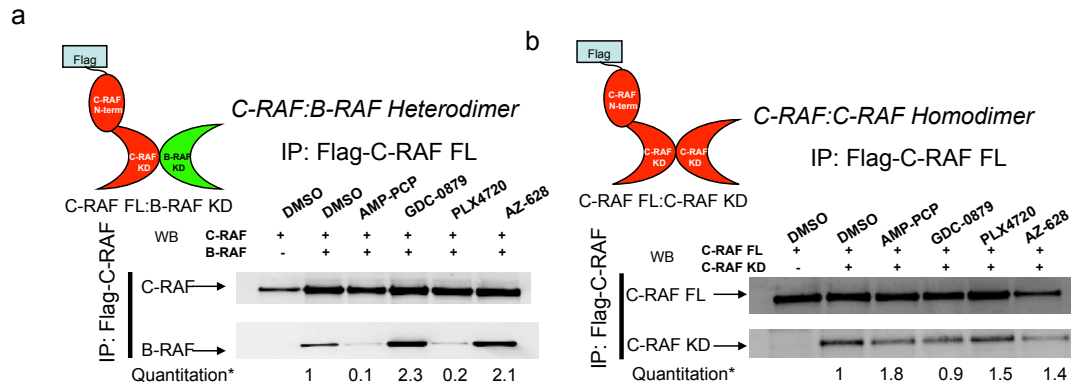 a
Flag
C-RAF
N-term
C-RAF
KD
B-RAF
KD
C-RAF FL:B-RAF KD
C-RAF:B-RAF Heterodimer
IP: Flag-C-RAF FL
DMSO DMSO AMP-PCP GDC-0879 PLX4720 AZ-628
WB C-RAF + + + + + +
B-RAF - + + + + +
IP: Flag-C-RAF
C-RAF
B-RAF
Quantitation* 1 0.1 2.3 0.2 2.1
b
Flag
C-RAF
N-term
C-RAF
KD
C-RAF
KD
C-RAF FL:C-RAF KD
C-RAF:C-RAF Homodimer
IP: Flag-C-RAF FL
DMSO DMSO AMP-PCP GDC-0879 PLX4720 AZ-628
WB C-RAF FL + + + + + +
C-RAF KD - + + + + +
IP: Flag-C-RAF
C-RAF FL
C-RAF KD
Quantitation* 1 1.8 0.9 1.5 1.4